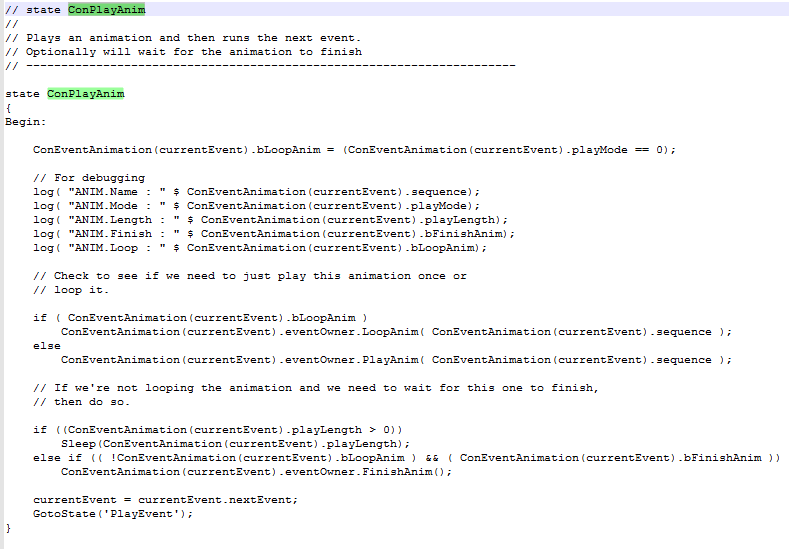 // state ConPlayAnim
//
// Plays an animation and then runs the next event.
// Optionally will wait for the animation to finish
// ----------------------------------------------------------------------
state ConPlayAnim
{
Begin:
ConEventAnimation(currentEvent).bLoopAnim = (ConEventAnimation(currentEvent).playMode == 0);
// For debugging
log( "ANIM.Name : " $ ConEventAnimation(currentEvent).sequence);
log( "ANIM.Mode : " $ ConEventAnimation(currentEvent).playMode);
log( "ANIM.Length : " $ ConEventAnimation(currentEvent).playLength);
log( "ANIM.Finish : " $ ConEventAnimation(currentEvent).bFinishAnim);
log( "ANIM.Loop : " $ ConEventAnimation(currentEvent).bLoopAnim);
// Check to see if we need to just play this animation once or
// loop it.
if ( ConEventAnimation(currentEvent).bLoopAnim )
ConEventAnimation(currentEvent).eventOwner.LoopAnim( ConEventAnimation(currentEvent).sequence );
else
ConEventAnimation(currentEvent).eventOwner.PlayAnim( ConEventAnimation(currentEvent).sequence );
// If we're not looping the animation and we need to wait for this one to finish,
// then do so.
if ((ConEventAnimation(currentEvent).playLength > 0))
Sleep(ConEventAnimation(currentEvent).playLength);
else if (( !ConEventAnimation(currentEvent).bLoopAnim ) && ( ConEventAnimation(currentEvent).bFinishAnim ))
ConEventAnimation(currentEvent).eventOwner.FinishAnim();
currentEvent = currentEvent.nextEvent;
GotoState('PlayEvent');
}